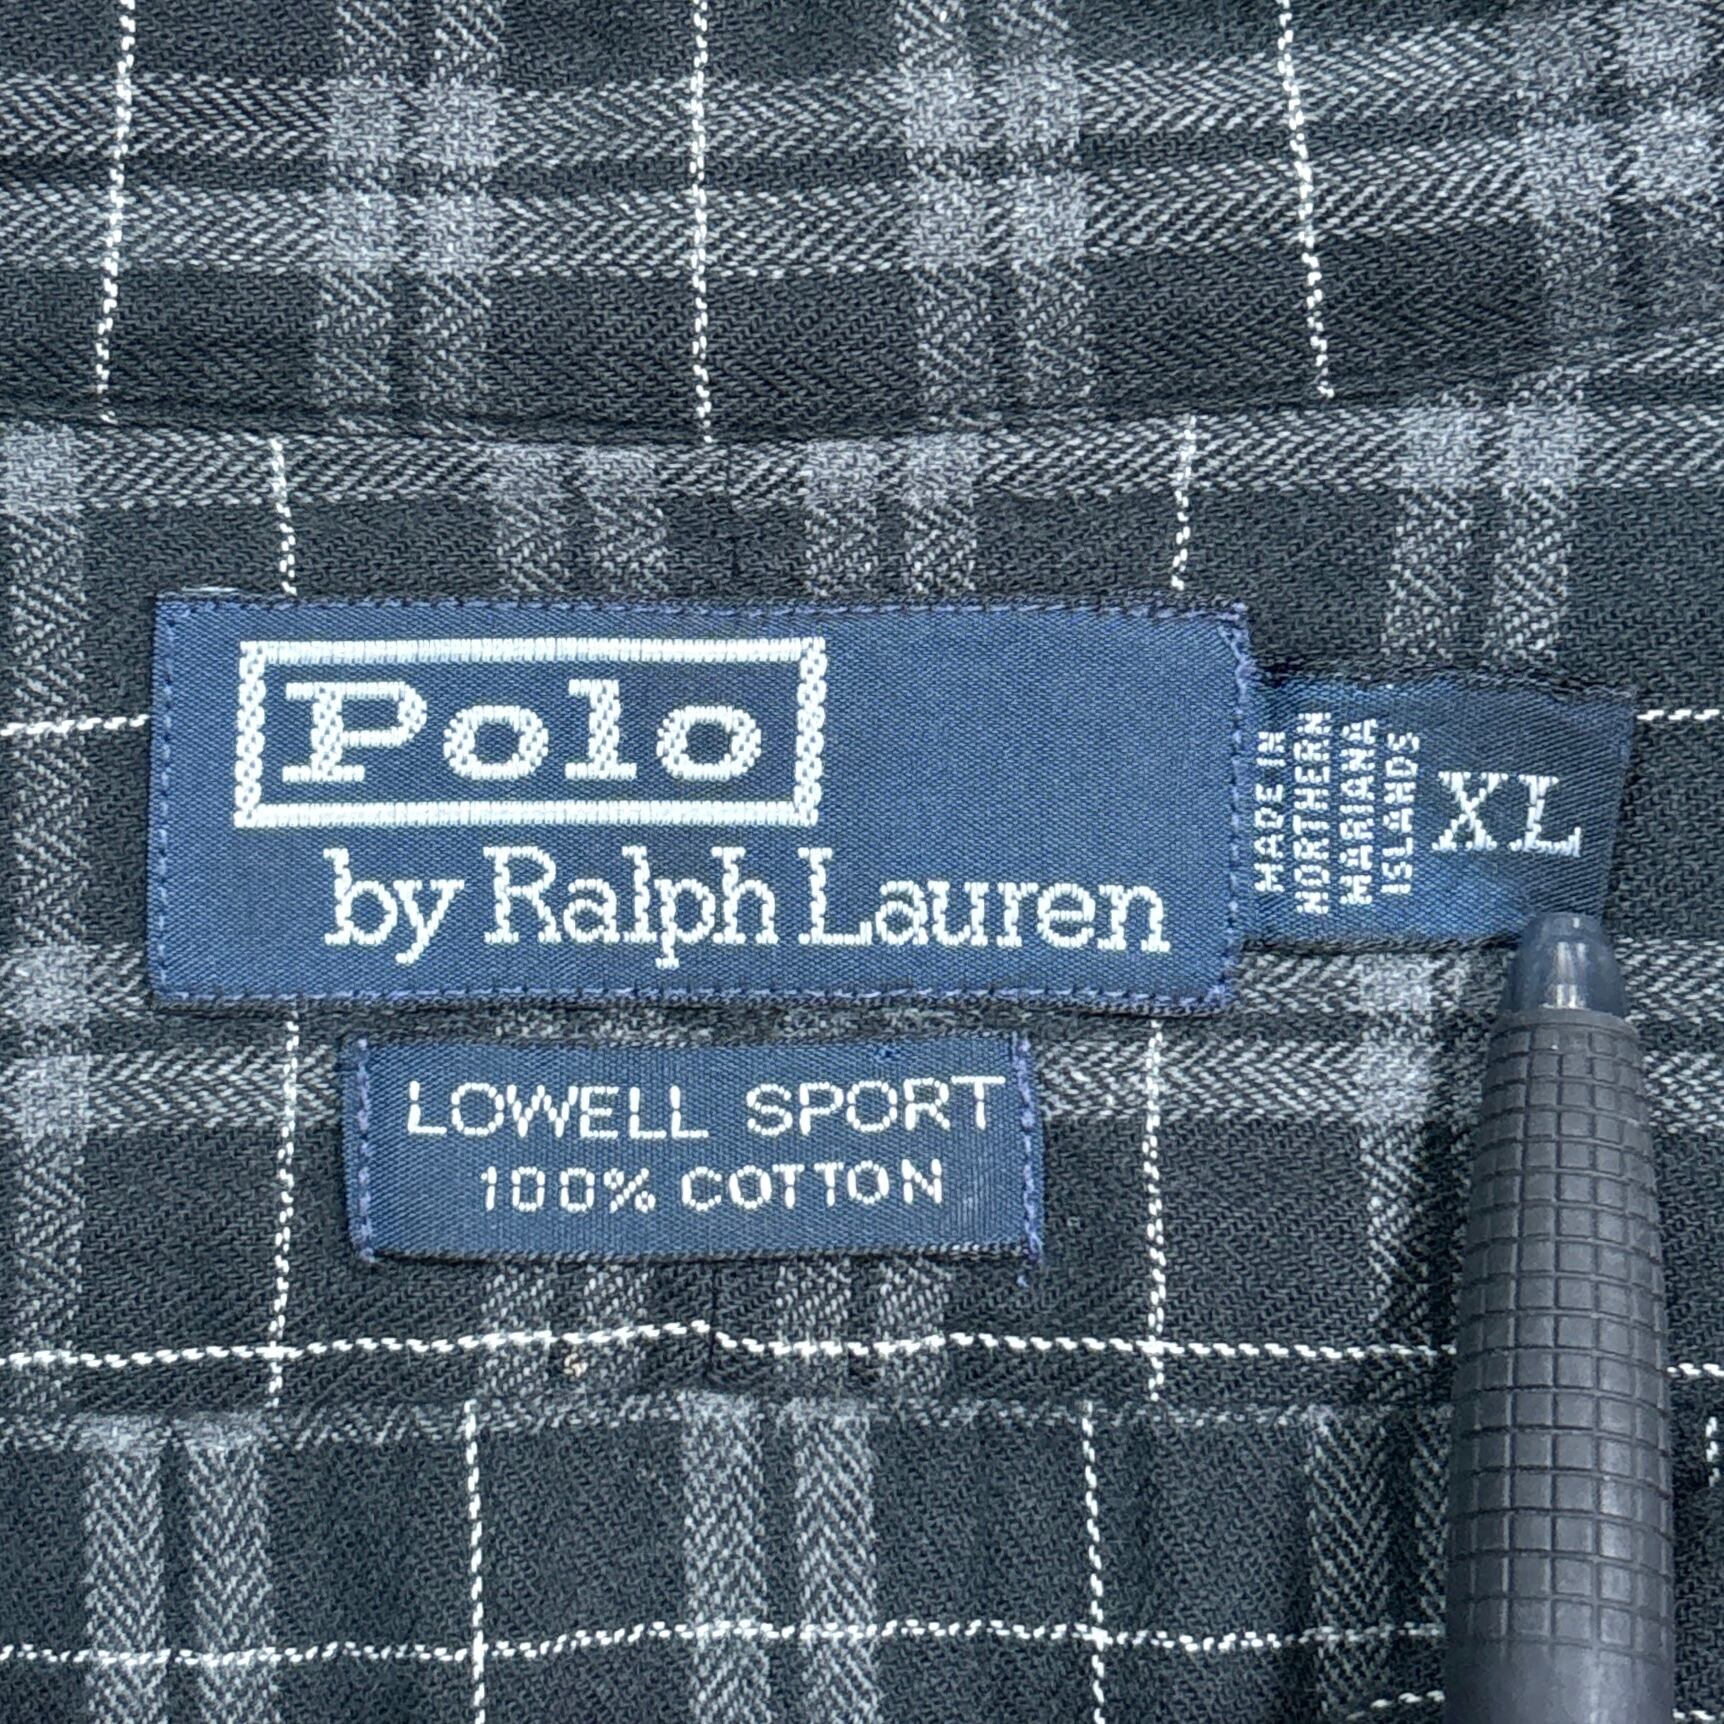 Polo
by Ralph Lauren
MADE IN
NORTHERN
MARIANA
ISLANDS
XL
LOWELL SPORT
100% COTTON